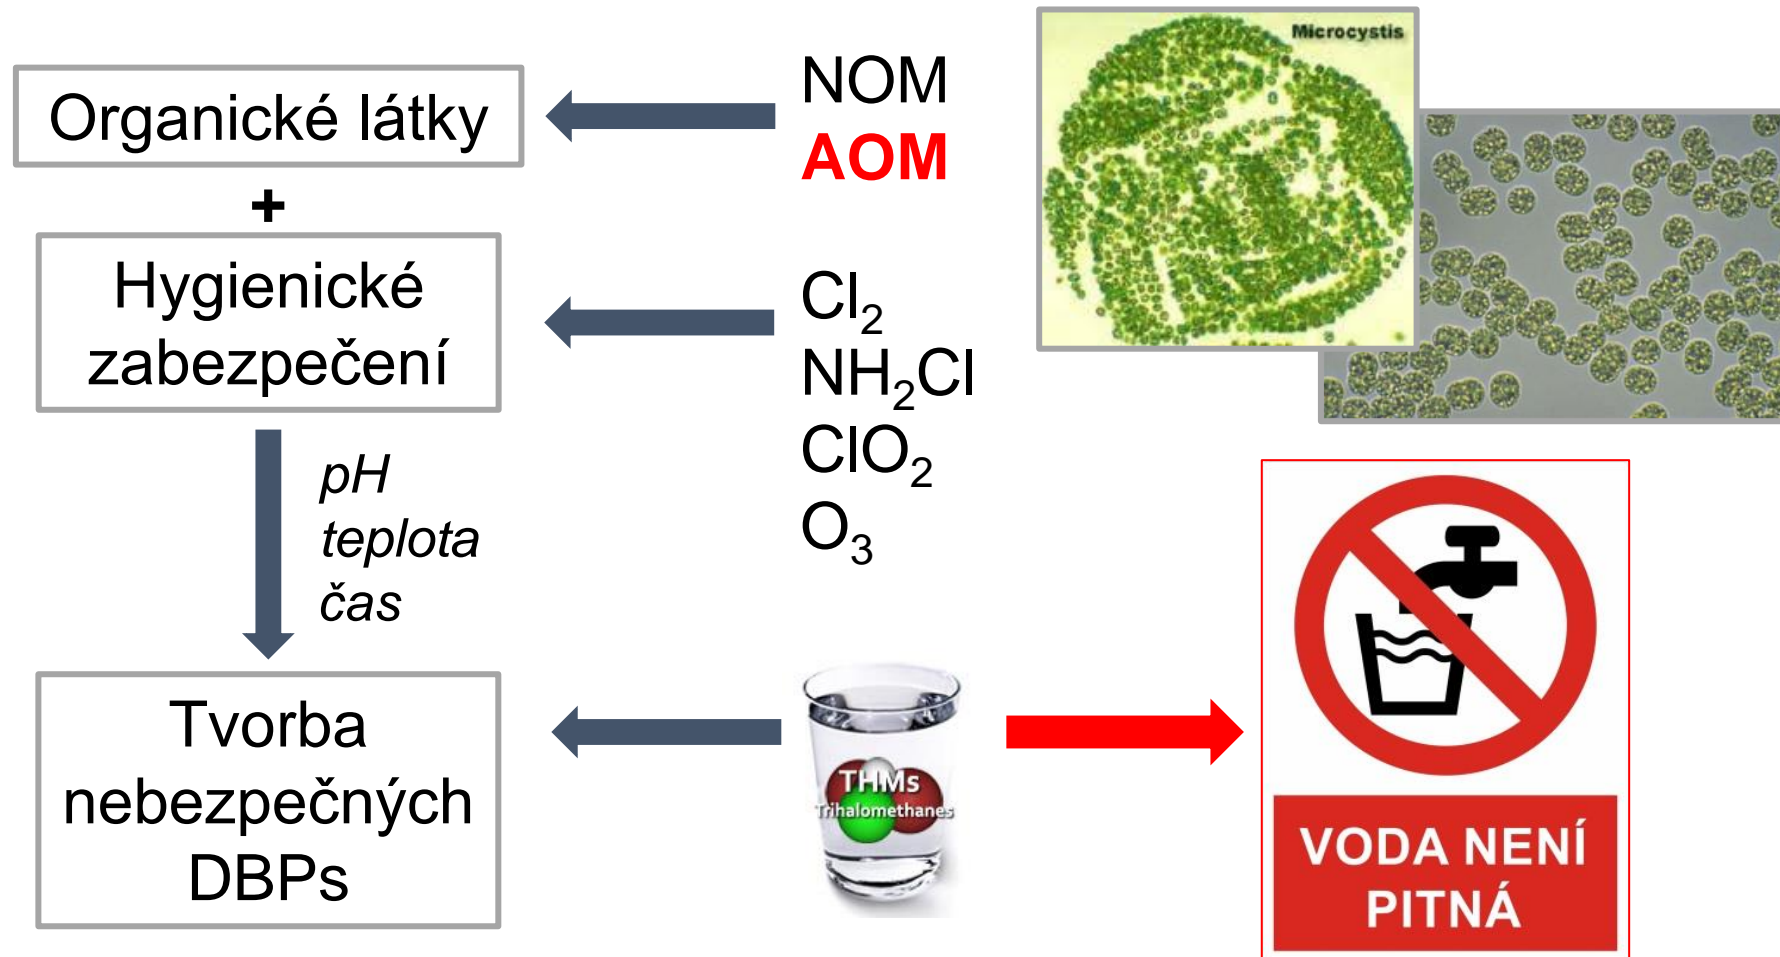 Organické látky
+
Hygienické
zabezpečení
pH
teplota
čas
Tvorba
nebezpečných
DBPs
NOM
AOM
Cl₂
NH₂Cl
ClO₂
O₃
THMs
Trihalomethanes
Microcystis
VODA NENÍ
PITNÁ